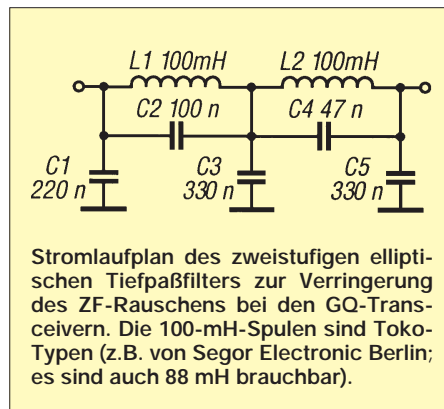 L1 100mH L2 100mH
C2 100 n C4 47 n
C1 C3 C5
220 n 330 n 330 n
Stromlaufplan des zweistufigen ellipti-
schen Tiefpaßfilters zur Verringerung
des ZF-Rauschens bei den GQ-Trans-
ceivern. Die 100-mH-Spulen sind Toko-
Typen (z.B. von Segor Electronic Berlin;
es sind auch 88 mH brauchbar).